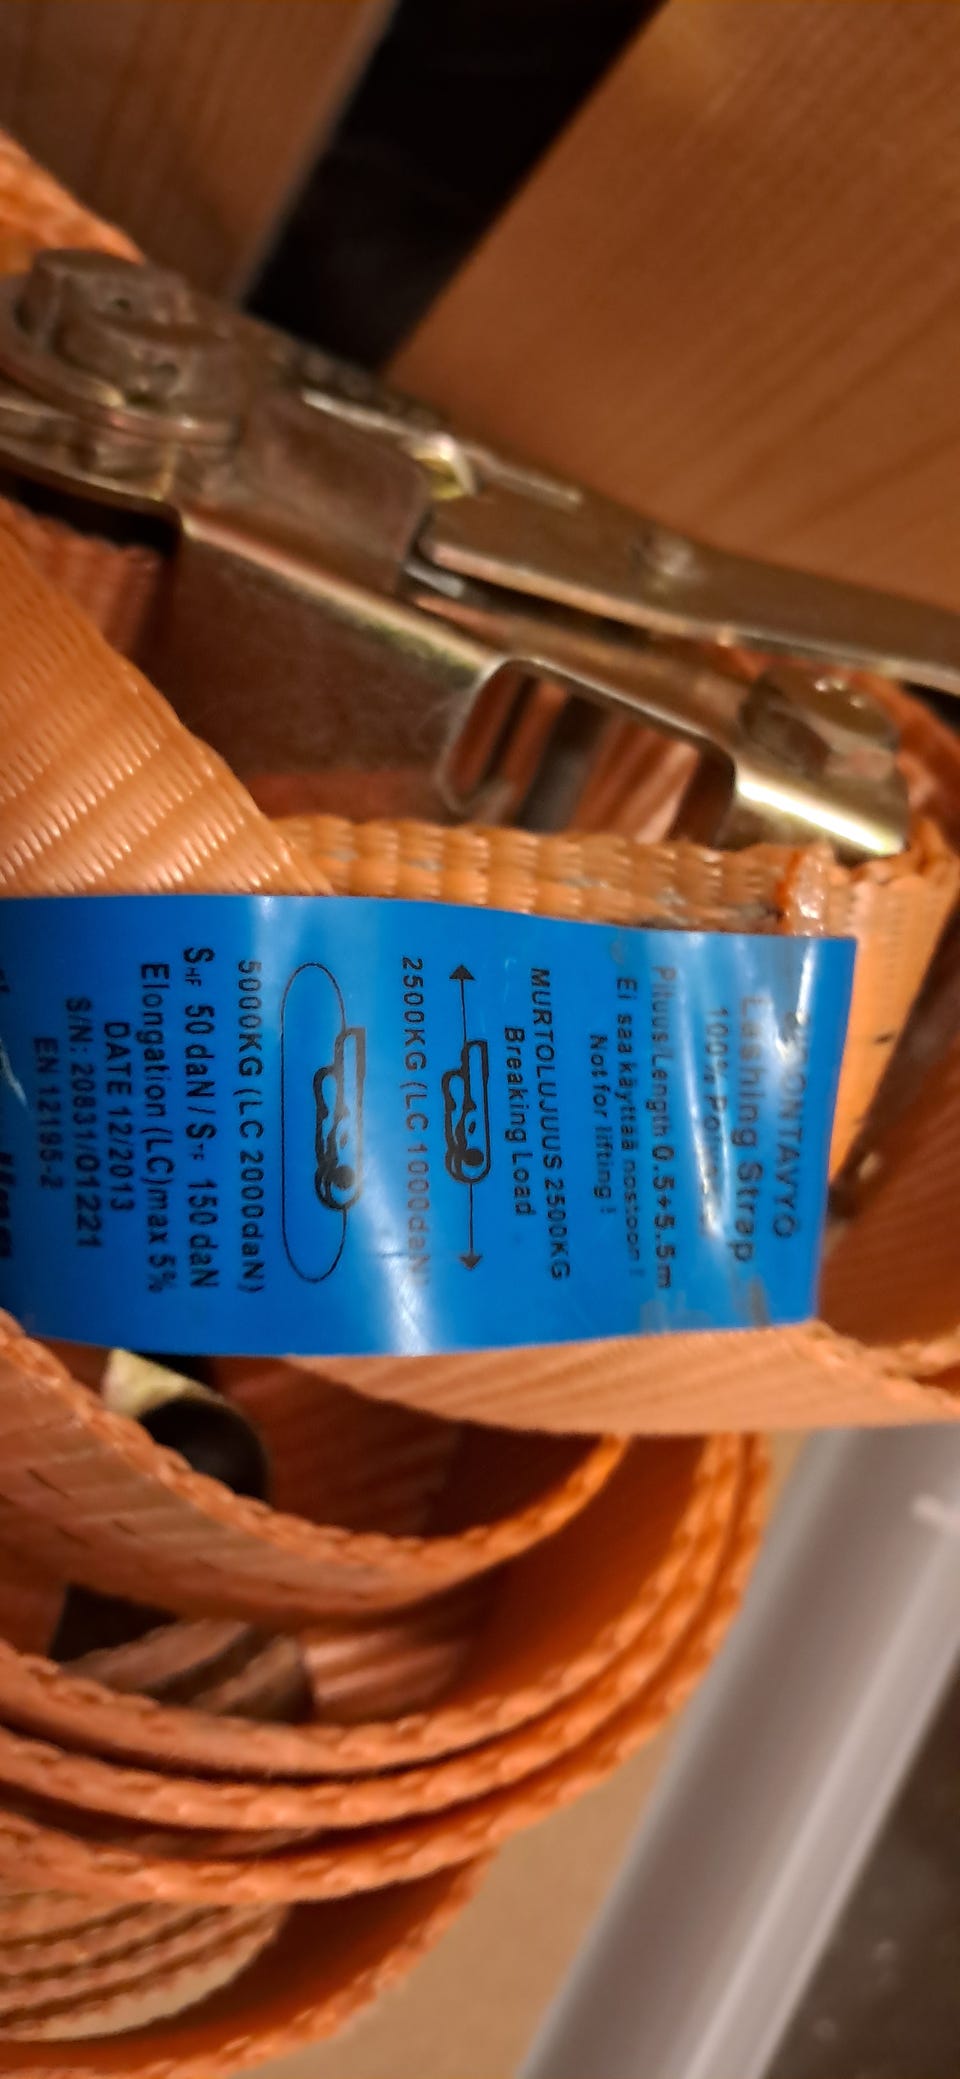 Lashing Strap
100%
Pituus/Length 0.5+5.5m
Ei saa käyttää nostoon!
Not for lifting!
MURTOLUJUUS 2500KG
Breaking Load
2500KG (LC 1000daN)
5000KG (LC 2000daN)
SHF 50 daN / STF 150 daN
Elongation (LC) max 5%
DATE 12/2013
S/N: 20831/01221
EN 12195-2